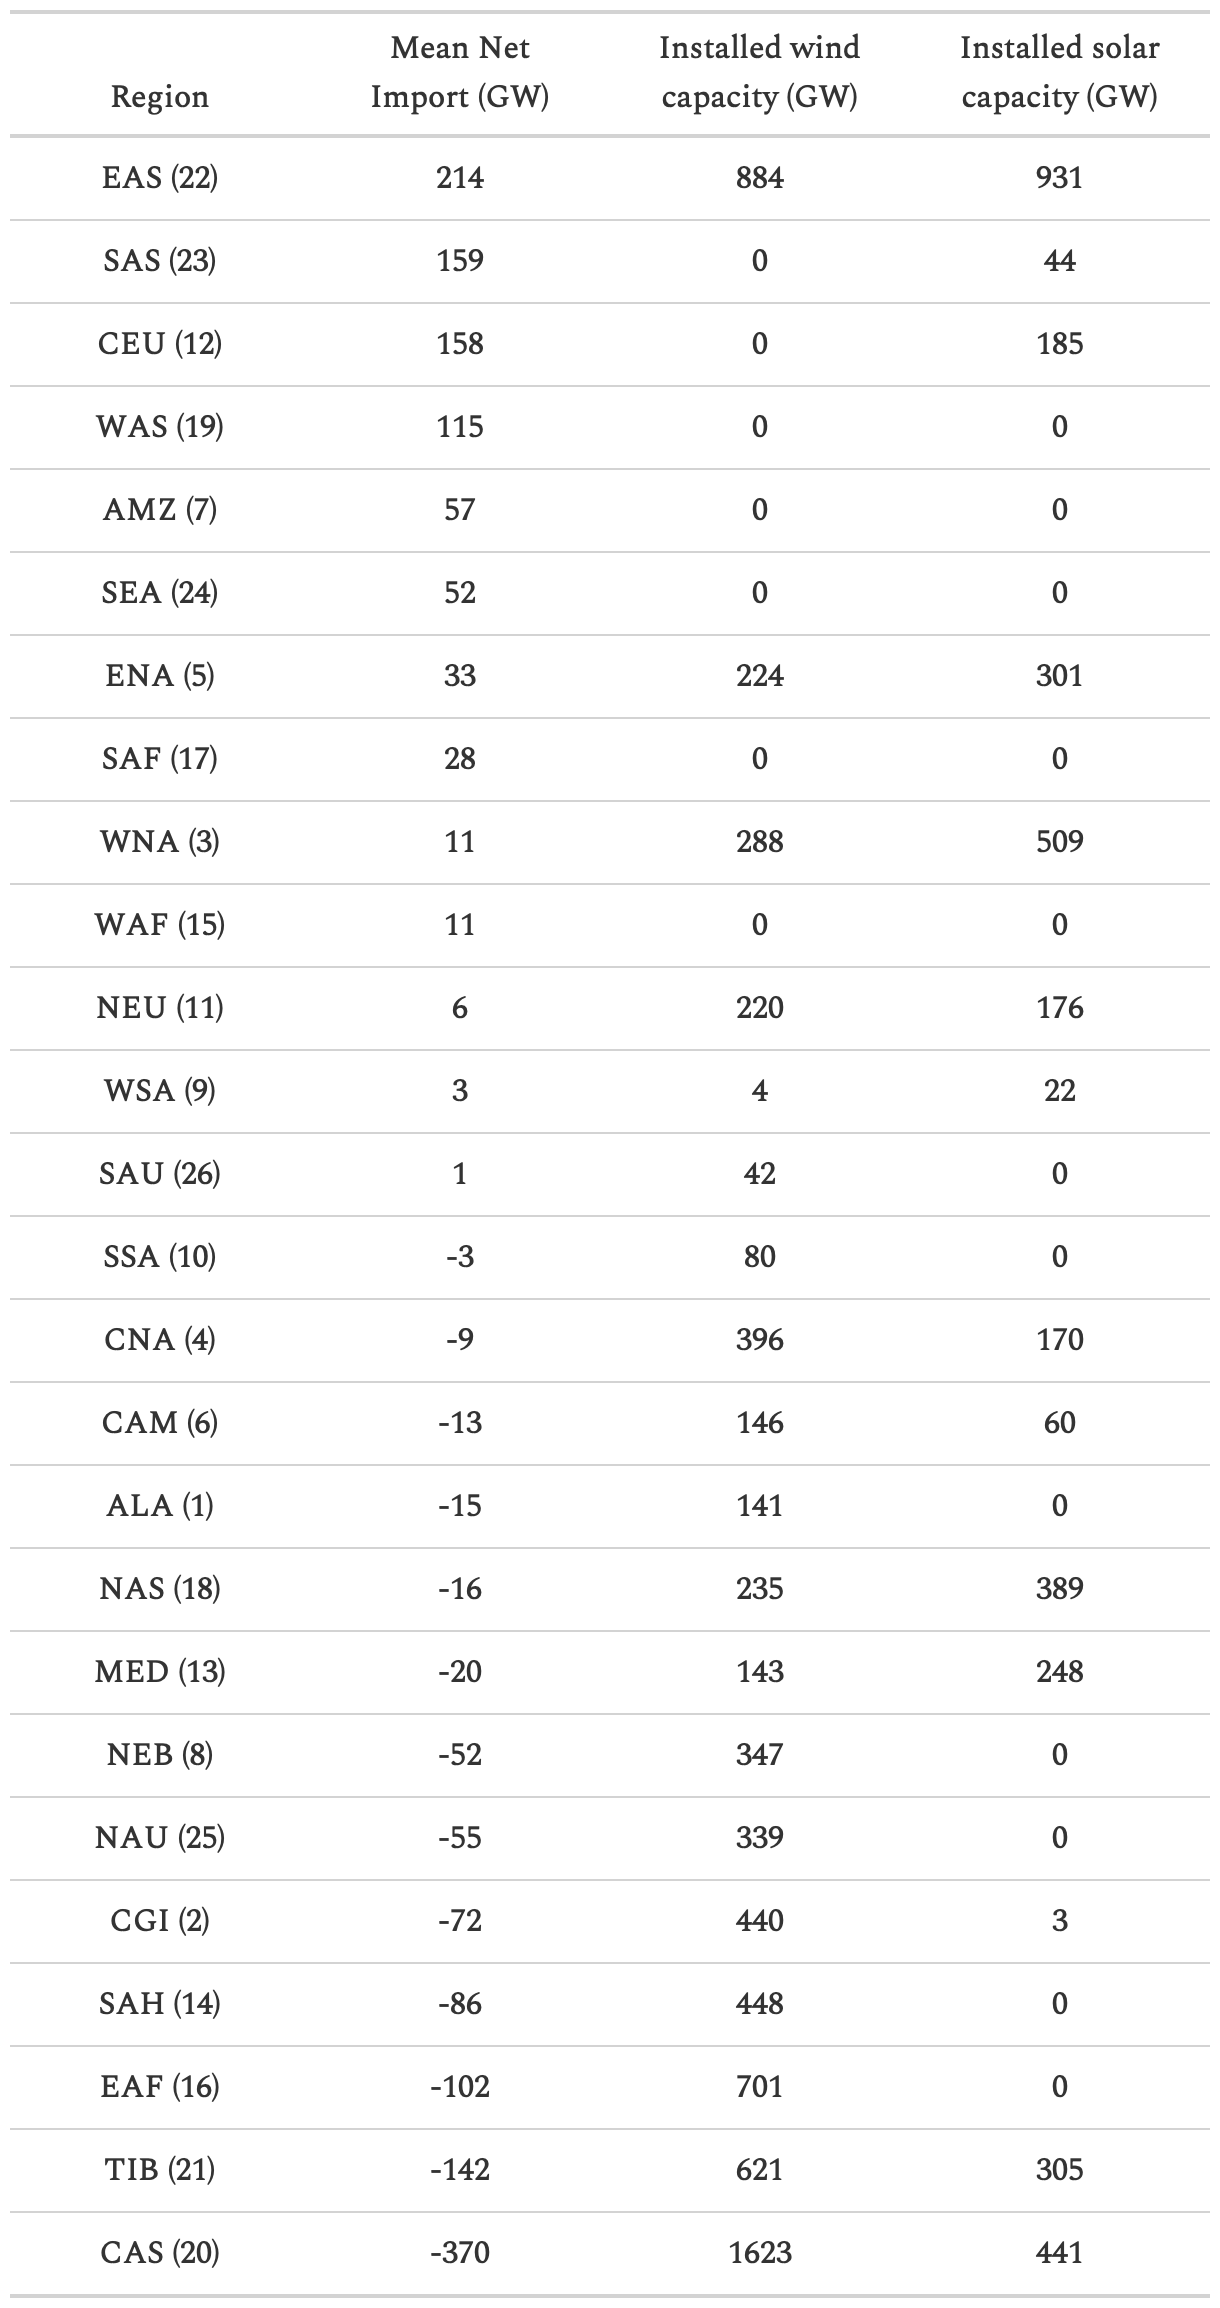 Region Mean Net Import (GW) Installed wind capacity (GW) Installed solar capacity (GW)
EAS (22) 214 884 931
SAS (23) 159 0 44
CEU (12) 158 0 185
WAS (19) 115 0 0
AMZ (7) 57 0 0
SEA (24) 52 0 0
ENA (5) 33 224 301
SAF (17) 28 0 0
WNA (3) 11 288 509
WAF (15) 11 0 0
NEU (11) 6 220 176
WSA (9) 3 4 22
SAU (26) 1 42 0
SSA (10) -3 80 0
CNA (4) -9 396 170
CAM (6) -13 146 60
ALA (1) -15 141 0
NAS (18) -16 235 389
MED (13) -20 143 248
NEB (8) -52 347 0
NAU (25) -55 339 0
CGI (2) -72 440 3
SAH (14) -86 448 0
EAF (16) -102 701 0
TIB (21) -142 621 305
CAS (20) -370 1623 441